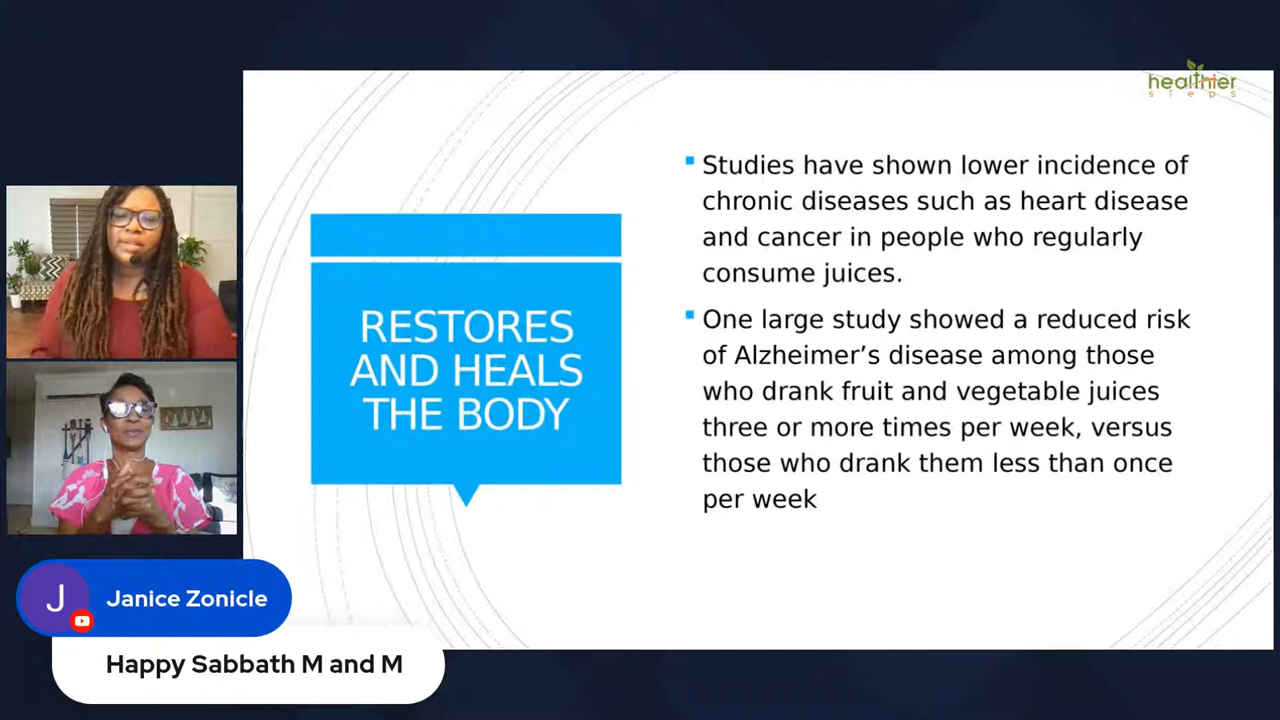 healthier
steps
RESTORES
AND HEALS
THE BODY
Studies have shown lower incidence of
chronic diseases such as heart disease
and cancer in people who regularly
consume juices.
One large study showed a reduced risk
of Alzheimer’s disease among those
who drank fruit and vegetable juices
three or more times per week, versus
those who drank them less than once
per week
J
Janice Zonicle
Happy Sabbath M and M